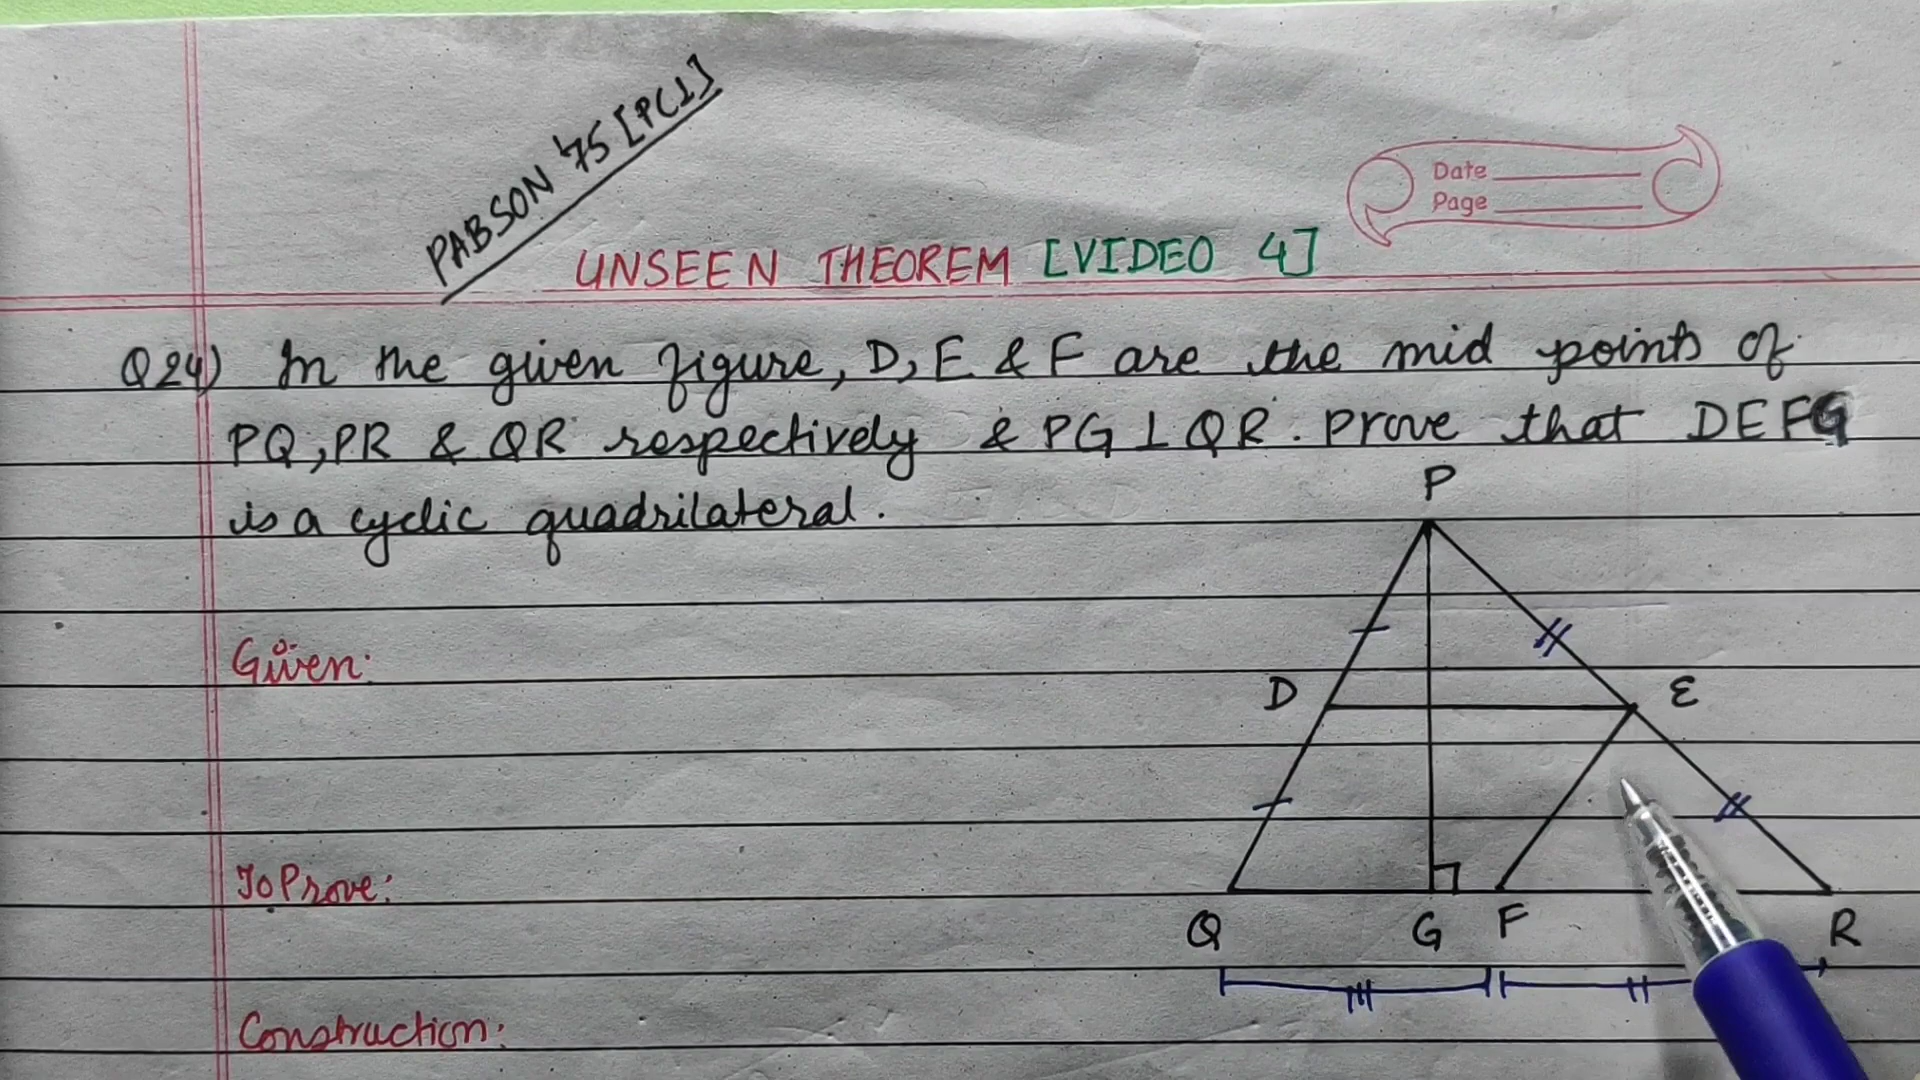 PABSON '75 [PC1]
Date
Page
UNSEEN THEOREM [VIDEO 4]
Q24) In the given figure, D, E & F are the mid points of
PQ, PR & QR respectively & PG ⊥ QR. prove that DEFG
is a cyclic quadrilateral.
P
Given:
D
E
To Prove:
Q G F R
Construction: